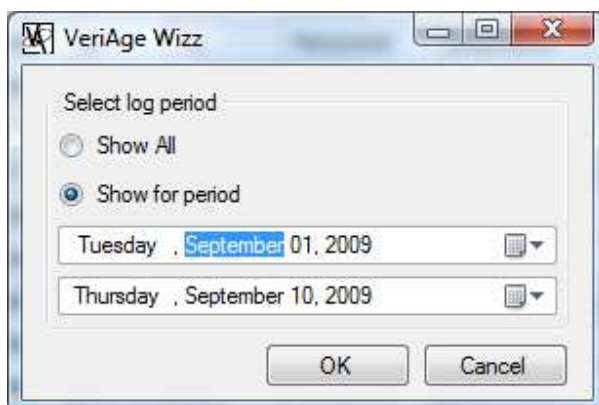 VeriAge Wizz
Select log period
Show All
Show for period
Tuesday , September 01, 2009
Thursday , September 10, 2009
OK Cancel